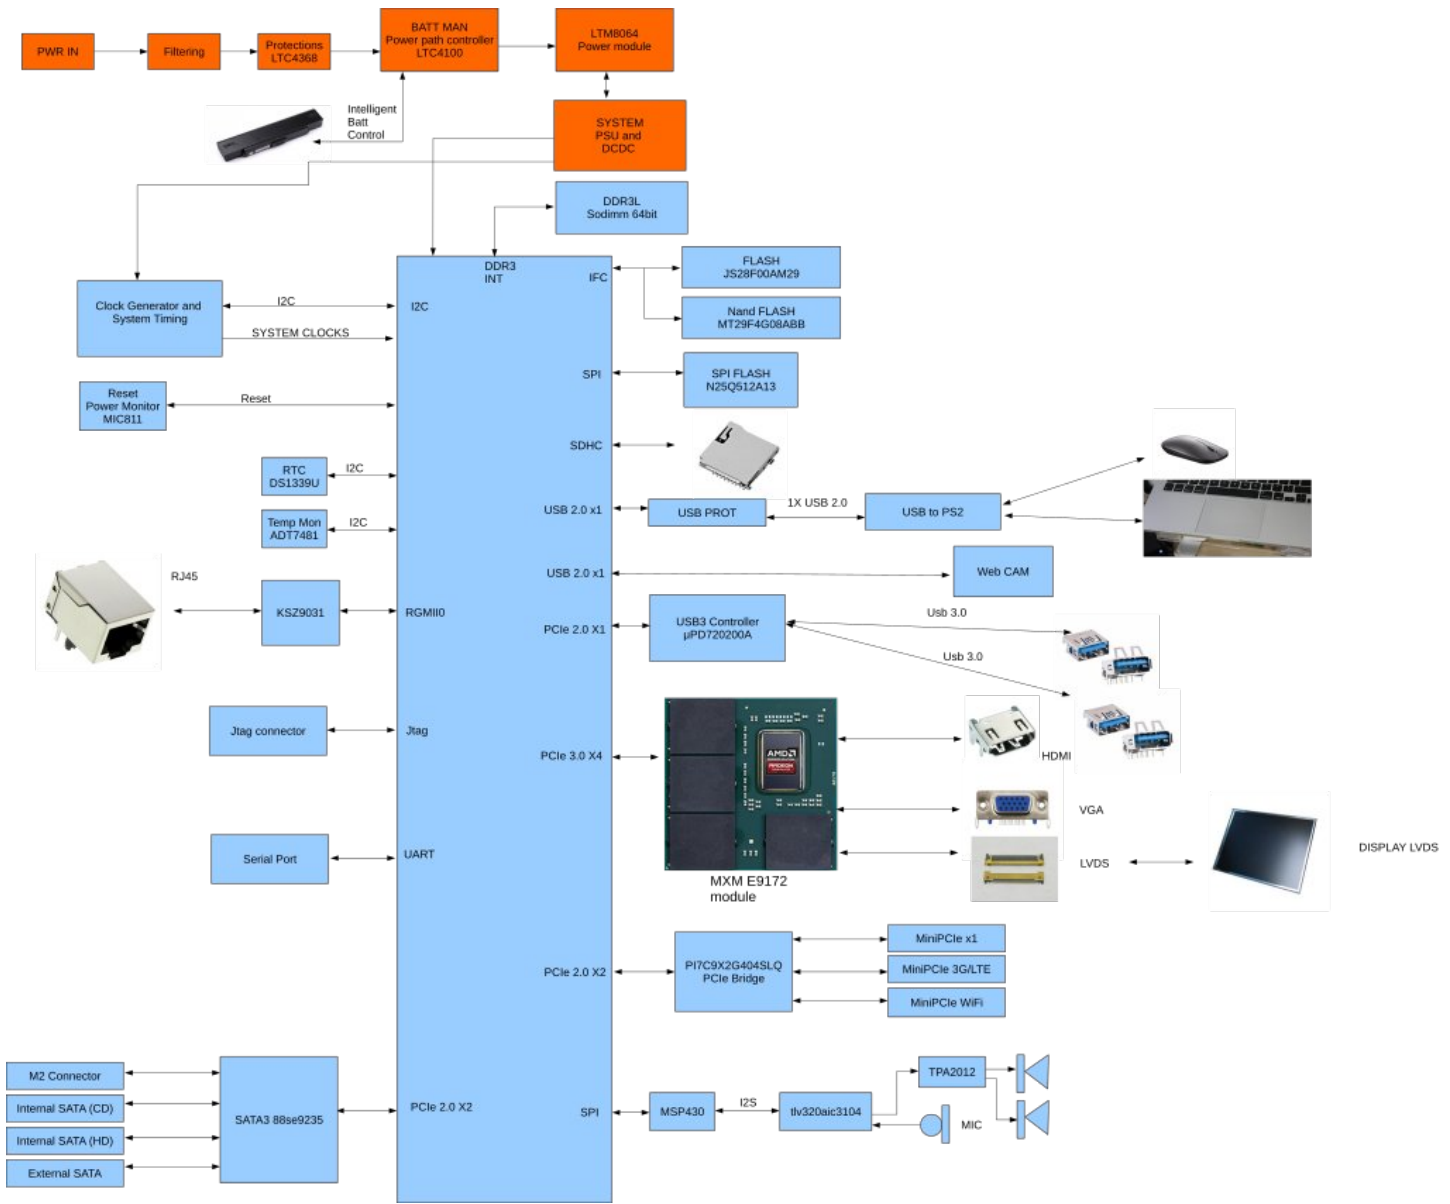 PWR IN
Filtering
Protections
LTC4368
BATT MAN
Power path controller
LTC4100
LTM8064
Power module
Intelligent
Batt
Control
SYSTEM
PSU and
DCDC
DDR3L
Sodimm 64bit
DDR3
INT
IFC
FLASH
JS28F00AM29
Nand FLASH
MT29F4G08ABB
Clock Generator and
System Timing
I2C
I2C
SYSTEM CLOCKS
SPI
SPI FLASH
N25Q512A13
Reset
Power Monitor
MIC811
Reset
SDHC
RTC
DS1339U
I2C
USB 2.0 x1
USB PROT
1X USB 2.0
USB to PS2
Temp Mon
ADT7481
I2C
USB 2.0 x1
Web CAM
RJ45
KSZ9031
RGMII0
PCIe 2.0 X1
USB3 Controller
µPD720200A
Usb 3.0
Usb 3.0
Jtag connector
Jtag
PCIe 3.0 X4
AMD
RADEON
HDMI
VGA
LVDS
DISPLAY LVDS
MXM E9172
module
Serial Port
UART
PCIe 2.0 X2
PI7C9X2G404SLQ
PCIe Bridge
MiniPCIe x1
MiniPCIe 3G/LTE
MiniPCIe WiFi
M2 Connector
Internal SATA (CD)
Internal SATA (HD)
External SATA
SATA3 88se9235
PCIe 2.0 X2
SPI
MSP430
I2S
tlv320aic3104
TPA2012
MIC